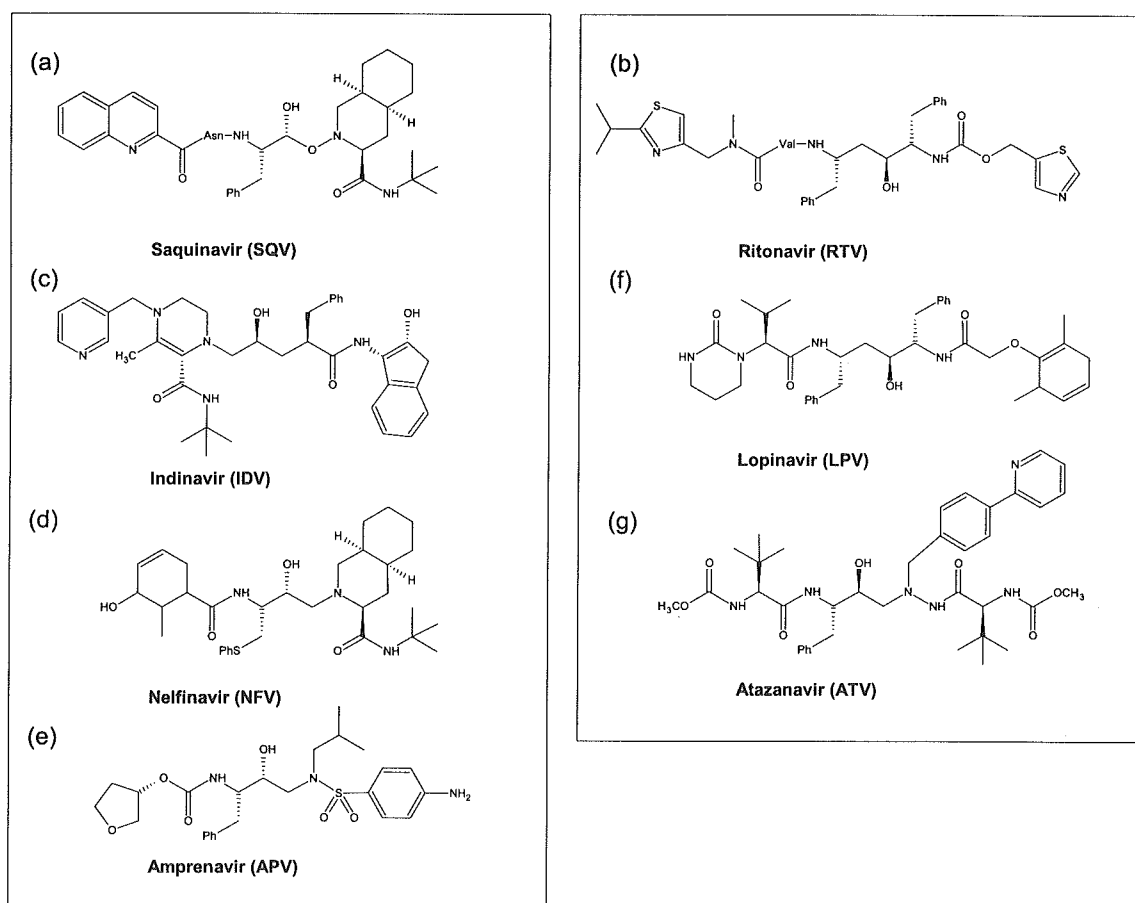 (a)
H
OH
N
Asn—NH
N
H
O
O
O
NH
Ph
Saquinavir (SQV)
(c)
Ph
N
OH
OH
N
H₃C
N
NH
O
O
NH
Indinavir (IDV)
(d)
H
OH
NH
N
H
HO
O
PhS
O
NH
Nelfinavir (NFV)
(e)
OH
O
NH
N
S
NH₂
O
O
O
O
Ph
Amprenavir (APV)
(b)
Ph
S
O
N
N
Val—NH
NH
O
S
O
OH
Ph
N
Ritonavir (RTV)
(f)
Ph
O
O
HN
N
NH
NH
O
O
OH
Ph
Lopinavir (LPV)
(g)
N
O
OH
O
NH
N
OCH₃
H₃CO
NH
NH
O
O
Ph
Atazanavir (ATV)